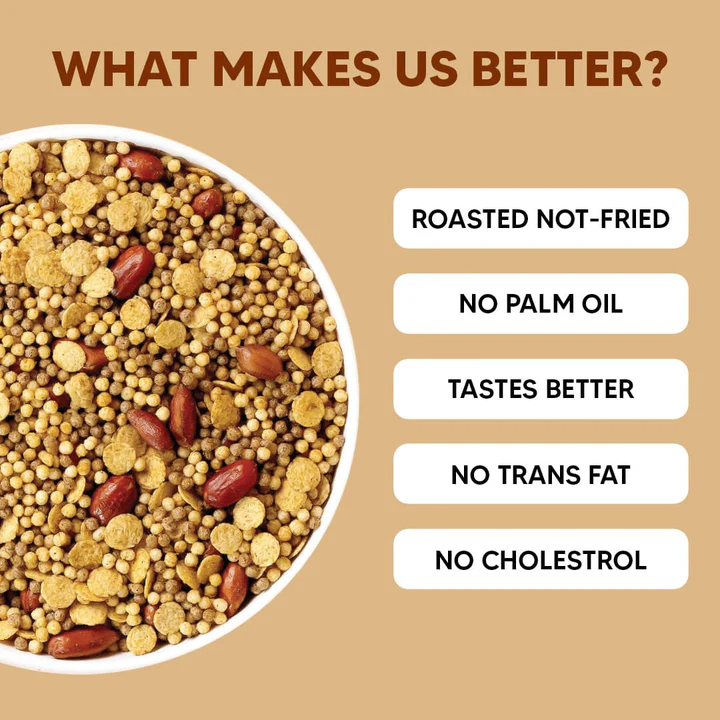 WHAT MAKES US BETTER?
ROASTED NOT-FRIED
NO PALM OIL
TASTES BETTER
NO TRANS FAT
NO CHOLESTROL